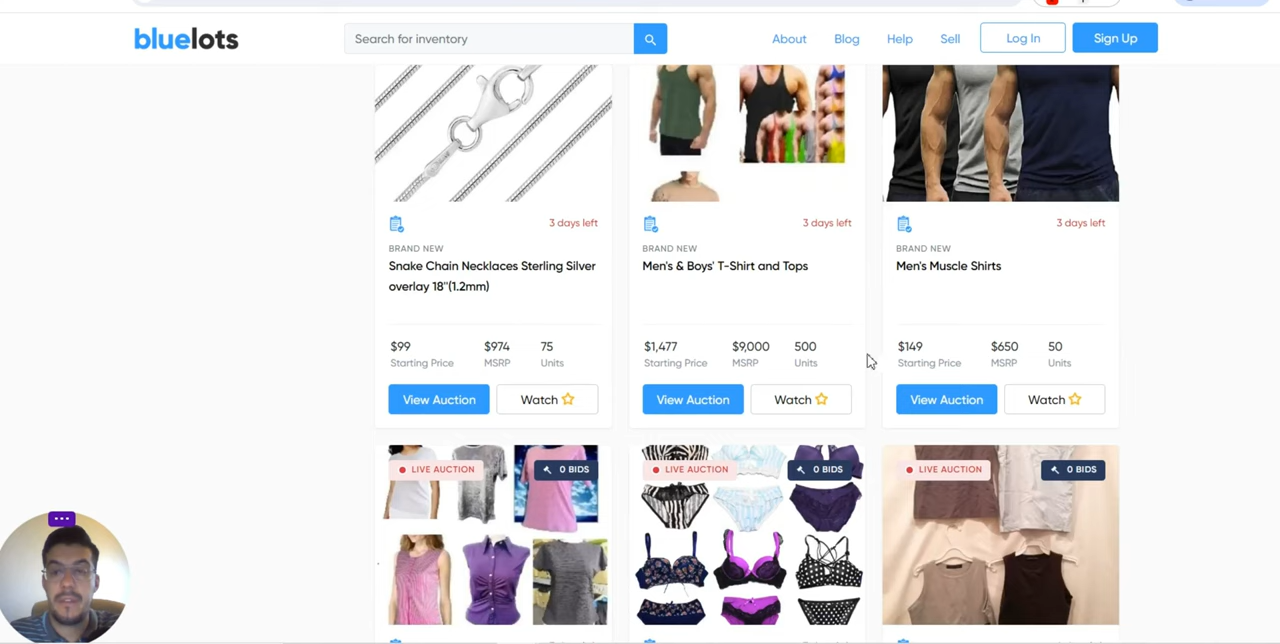 bluelots
Search for inventory
About Blog Help Sell Log In Sign Up
3 days left
BRAND NEW
Snake Chain Necklaces Sterling Silver
overlay 18"(1.2mm)
$99 $974 75
Starting Price MSRP Units
View Auction Watch
3 days left
BRAND NEW
Men's & Boys' T-Shirt and Tops
$1,477 $9,000 500
Starting Price MSRP Units
View Auction Watch
3 days left
BRAND NEW
Men's Muscle Shirts
$149 $650 50
Starting Price MSRP Units
View Auction Watch
LIVE AUCTION 0 BIDS
LIVE AUCTION 0 BIDS
LIVE AUCTION 0 BIDS